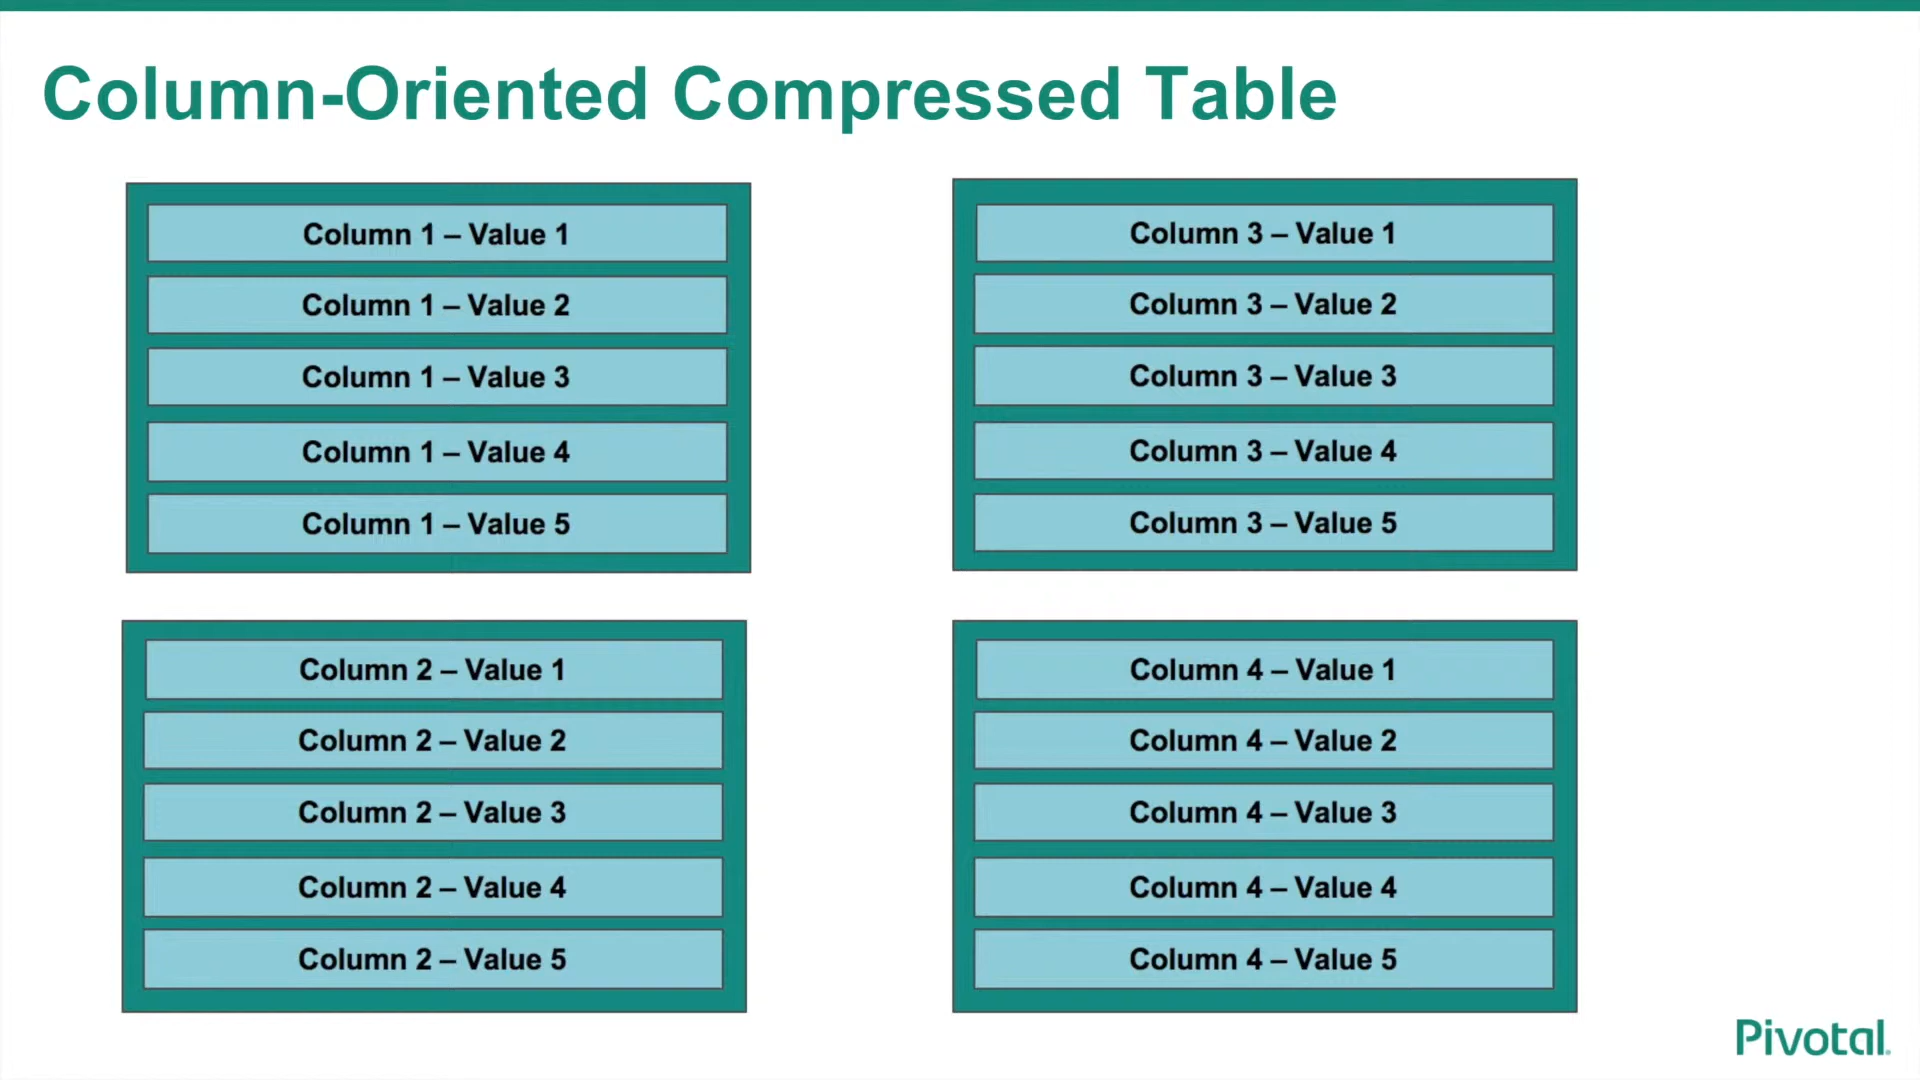 Column-Oriented Compressed Table
Column 1 – Value 1
Column 1 – Value 2
Column 1 – Value 3
Column 1 – Value 4
Column 1 – Value 5
Column 2 – Value 1
Column 2 – Value 2
Column 2 – Value 3
Column 2 – Value 4
Column 2 – Value 5
Column 3 – Value 1
Column 3 – Value 2
Column 3 – Value 3
Column 3 – Value 4
Column 3 – Value 5
Column 4 – Value 1
Column 4 – Value 2
Column 4 – Value 3
Column 4 – Value 4
Column 4 – Value 5
Pivotal.